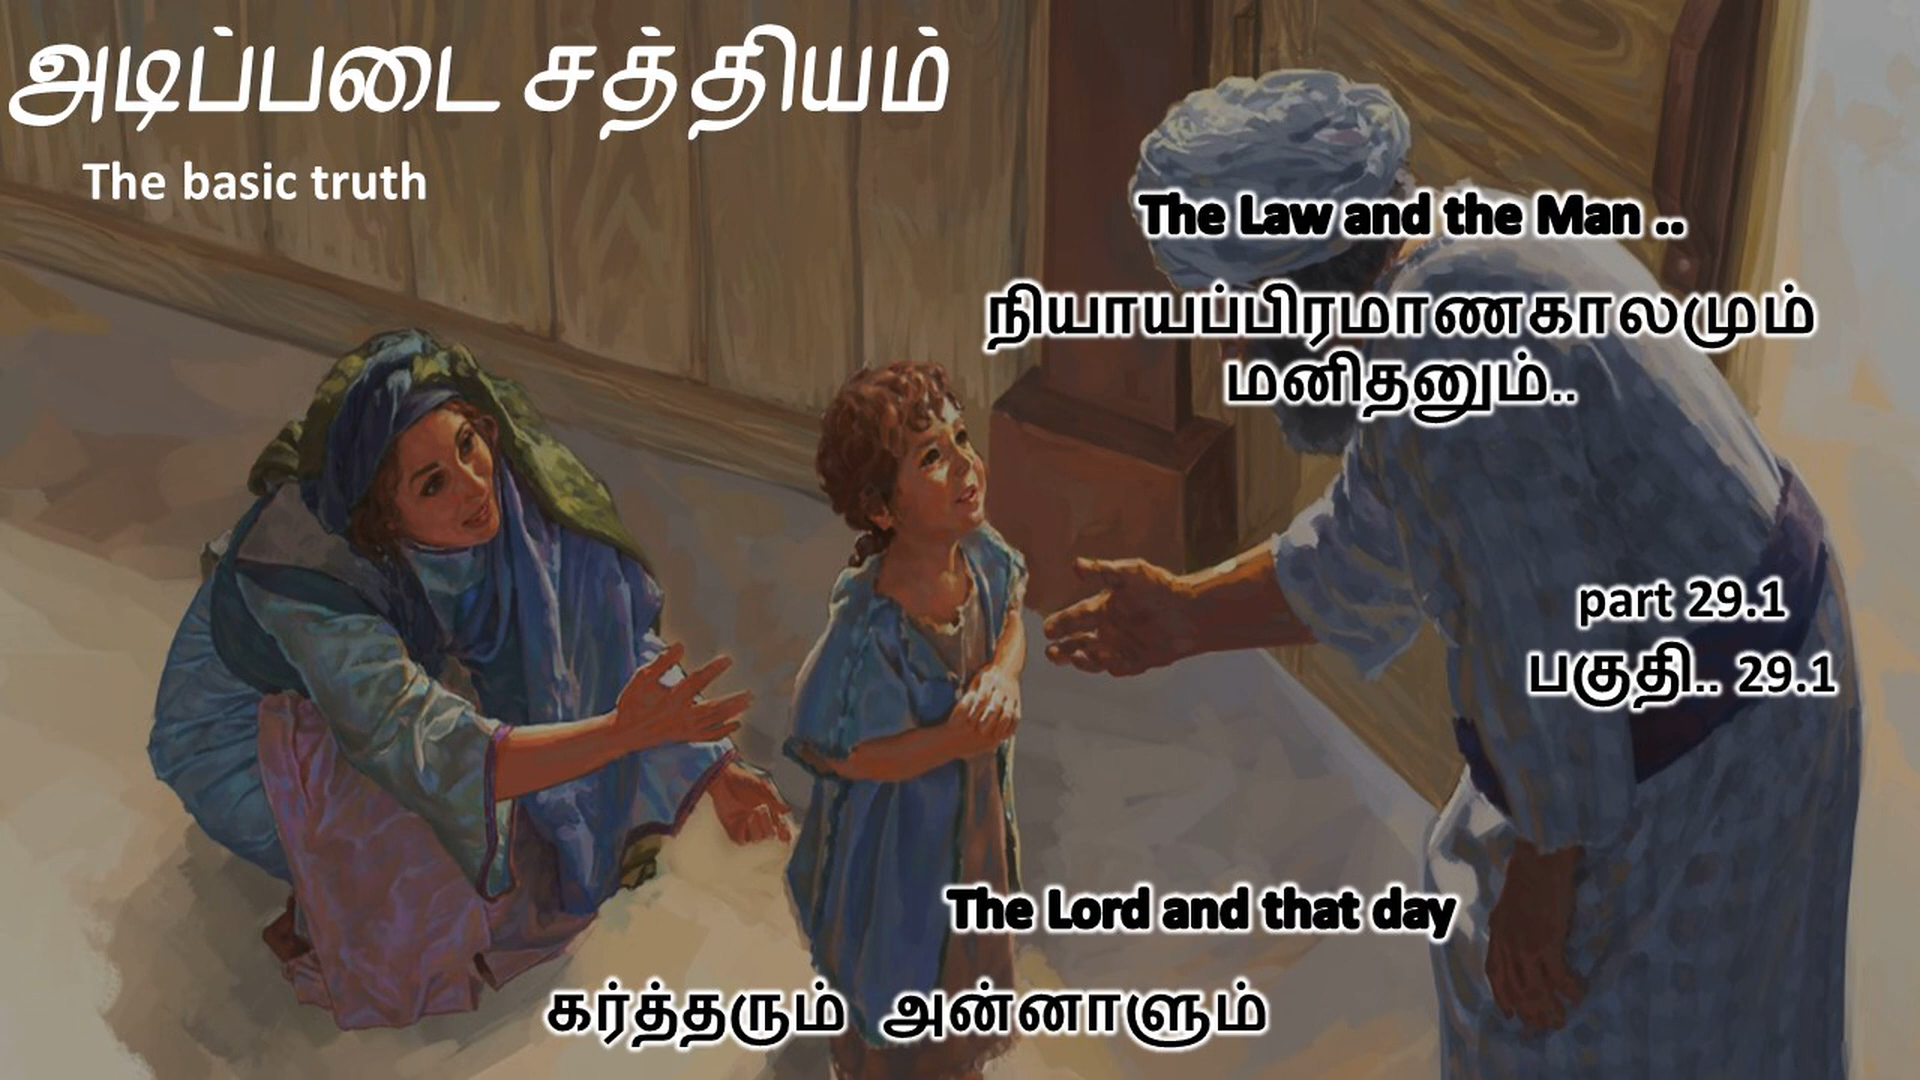 அடிப்படை சத்தியம்
The basic truth
The Law and the Man ..
நியாயப்பிரமாணகாலமும்
மனிதனும்..
part 29.1
பகுதி.. 29.1
The Lord and that day
கர்த்தரும் அன்னாளும்